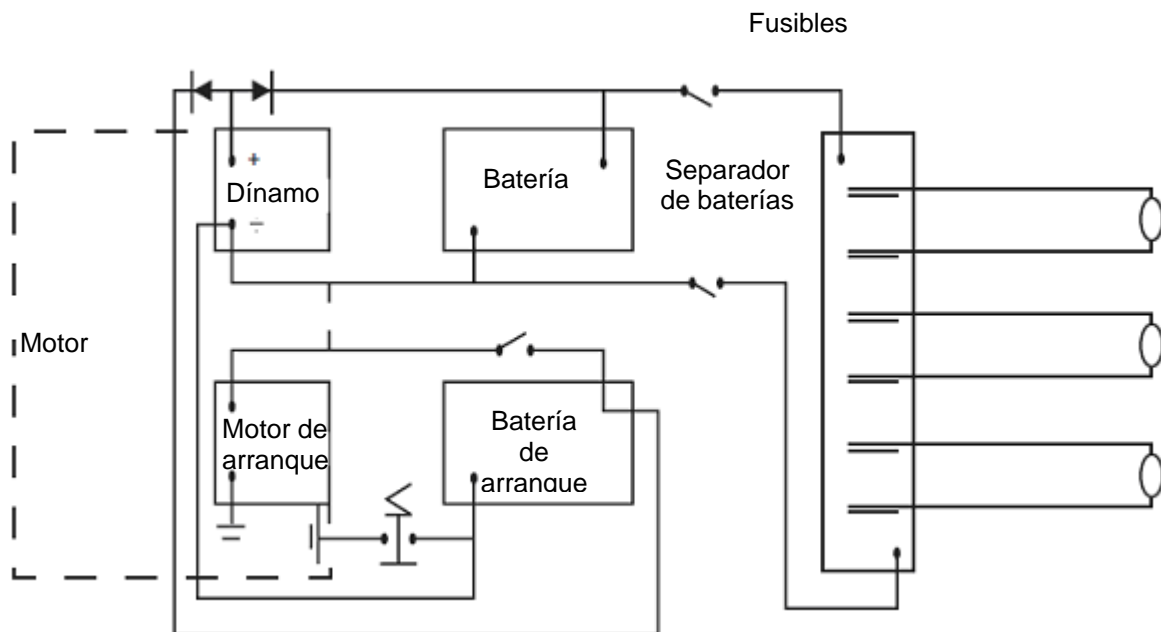 Fusibles
+
Dínamo
÷
Batería
Separador
de baterías
Motor
Motor de
arranque
Batería
de
arranque